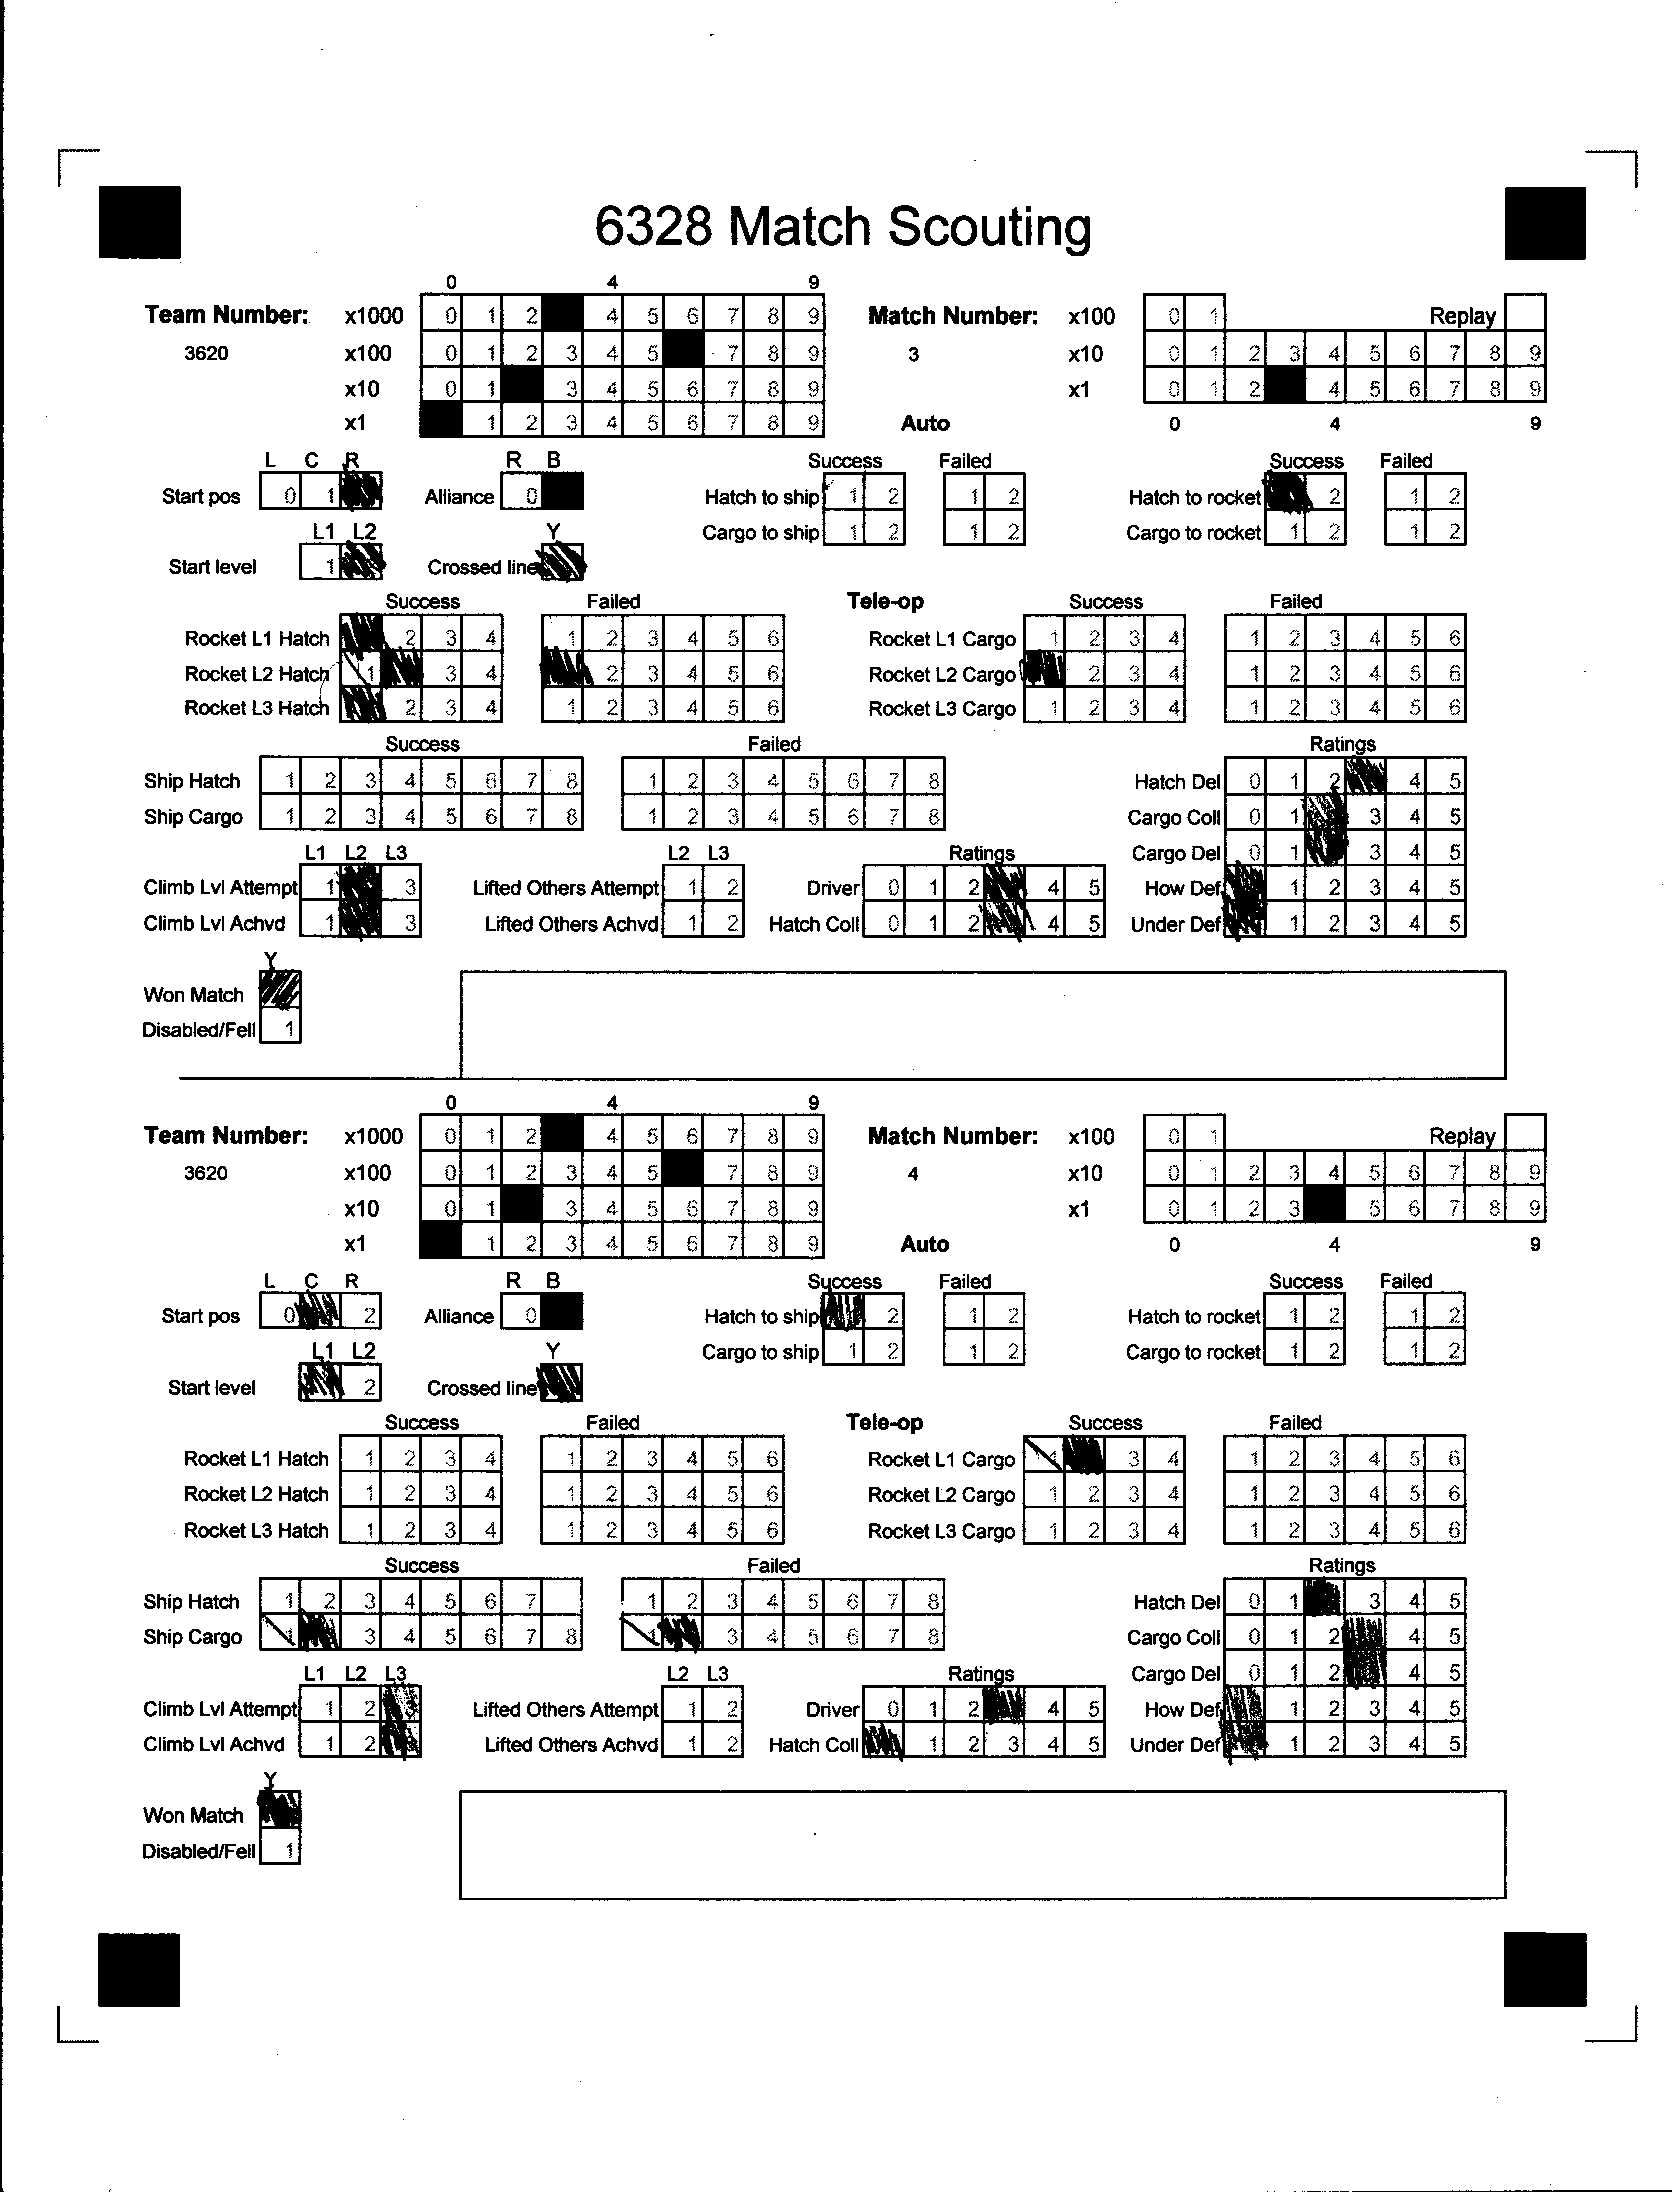 6328 Match Scouting
0 4 9
Team Number: x1000 0 1 2 4 5 6 7 8 9 Match Number: x100 0 1 Replay
3620 x100 0 1 2 3 4 5 7 8 9 3 x10 0 1 2 3 4 5 6 7 8 9
x10 0 1 3 4 5 6 7 8 9 x1 0 1 2 4 5 6 7 8 9
x1 1 2 3 4 5 6 7 8 9 Auto 0 4 9
L C R R B Success Failed Success Failed
Start pos 0 1 Alliance 0 Hatch to ship 1 2 1 2 Hatch to rocket 2 1 2
L1 L2 Y Cargo to ship 1 2 1 2 Cargo to rocket 1 2 1 2
Start level 1 Crossed line
Success Failed Tele-op Success Failed
Rocket L1 Hatch 2 3 4 1 2 3 4 5 6 Rocket L1 Cargo 1 2 3 4 1 2 3 4 5 6
Rocket L2 Hatch 1 3 4 2 3 4 5 6 Rocket L2 Cargo 2 3 4 1 2 3 4 5 6
Rocket L3 Hatch 2 3 4 1 2 3 4 5 6 Rocket L3 Cargo 1 2 3 4 1 2 3 4 5 6
Success Failed Ratings
Ship Hatch 1 2 3 4 5 6 7 8 1 2 3 4 5 6 7 8 Hatch Del 0 1 2 4 5
Ship Cargo 1 2 3 4 5 6 7 8 1 2 3 4 5 6 7 8 Cargo Coll 0 1 3 4 5
L1 L2 L3 L2 L3 Ratings Cargo Del 0 1 3 4 5
Climb Lvl Attempt 1 3 Lifted Others Attempt 1 2 Driver 0 1 2 4 5 How Def 1 2 3 4 5
Climb Lvl Achvd 1 3 Lifted Others Achvd 1 2 Hatch Coll 0 1 2 4 5 Under Def 1 2 3 4 5
Y
Won Match
Disabled/Fell 1
0 4 9
Team Number: x1000 0 1 2 4 5 6 7 8 9 Match Number: x100 0 1 Replay
3620 x100 0 1 2 3 4 5 7 8 9 4 x10 0 1 2 3 4 5 6 7 8 9
x10 0 1 3 4 5 6 7 8 9 x1 0 1 2 3 5 6 7 8 9
x1 1 2 3 4 5 6 7 8 9 Auto 0 4 9
L C R R B Success Failed Success Failed
Start pos 0 2 Alliance 0 Hatch to ship 2 1 2 Hatch to rocket 1 2 1 2
L1 L2 Y Cargo to ship 1 2 1 2 Cargo to rocket 1 2 1 2
Start level 2 Crossed line
Success Failed Tele-op Success Failed
Rocket L1 Hatch 1 2 3 4 1 2 3 4 5 6 Rocket L1 Cargo 1 3 4 1 2 3 4 5 6
Rocket L2 Hatch 1 2 3 4 1 2 3 4 5 6 Rocket L2 Cargo 1 2 3 4 1 2 3 4 5 6
Rocket L3 Hatch 1 2 3 4 1 2 3 4 5 6 Rocket L3 Cargo 1 2 3 4 1 2 3 4 5 6
Success Failed Ratings
Ship Hatch 1 2 3 4 5 6 7 1 2 3 4 5 6 7 8 Hatch Del 0 1 3 4 5
Ship Cargo 1 3 4 5 6 7 8 1 3 4 5 6 7 8 Cargo Coll 0 1 2 4 5
L1 L2 L3 L2 L3 Ratings Cargo Del 0 1 2 4 5
Climb Lvl Attempt 1 2 Lifted Others Attempt 1 2 Driver 0 1 2 4 5 How Def 1 2 3 4 5
Climb Lvl Achvd 1 2 Lifted Others Achvd 1 2 Hatch Coll 1 2 3 4 5 Under Def 1 2 3 4 5
Y
Won Match
Disabled/Fell 1